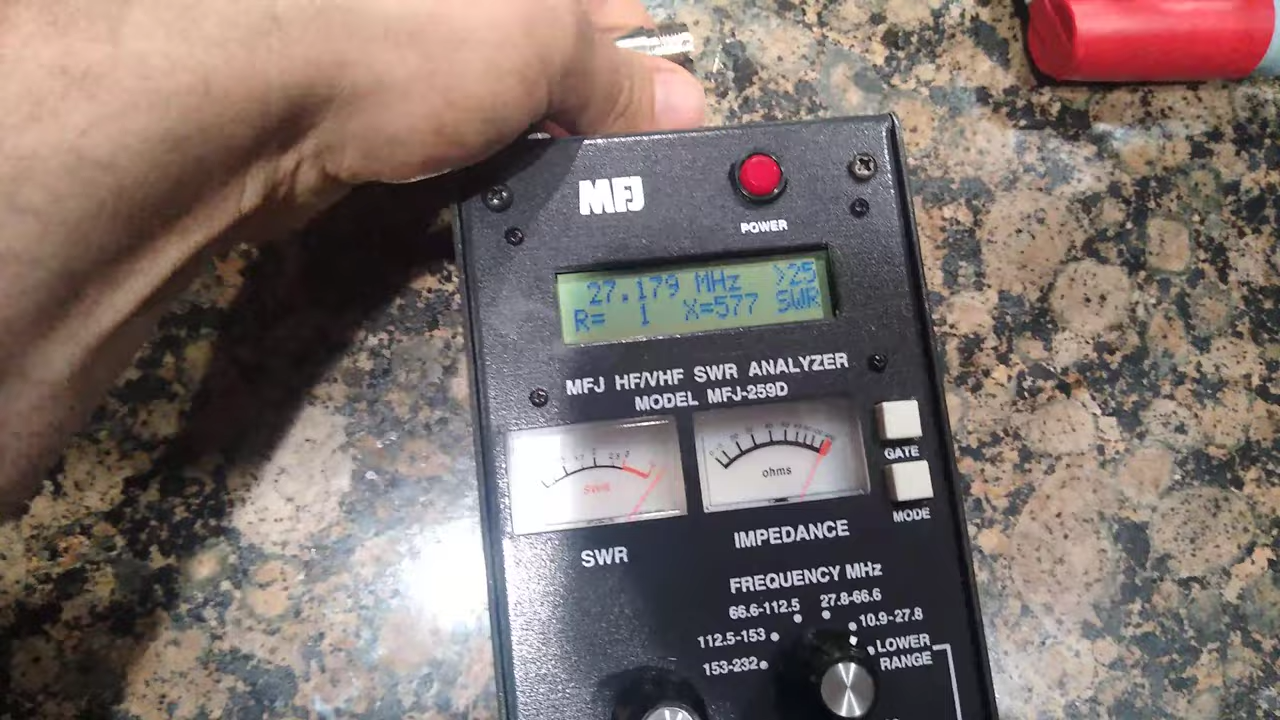 MFJ
POWER
27.179 MHz >25
R= 1 X=577 SWR
MFJ HF/VHF SWR ANALYZER
MODEL MFJ-259D
SWR
ohms
GATE
MODE
SWR
IMPEDANCE
FREQUENCY MHz
66.6-112.5
27.8-66.6
112.5-153
10.9-27.8
153-232
LOWER
RANGE